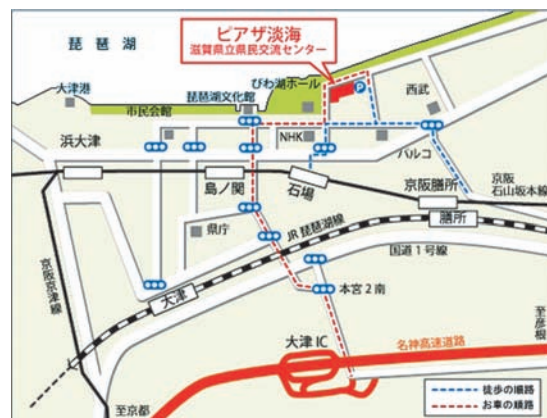 ピアザ淡海
滋賀県立県民交流センター
琵琶湖
大津港
琵琶湖文化館
びわ湖ホール
P
西武
市民会館
浜大津
NHK
パルコ
島ノ関
石場
京阪膳所
京阪
石山坂本線
県庁
JR琵琶湖線
膳所
国道1号線
京阪京津線
大津
本宮2南
至彦根
大津IC
名神高速道路
至京都
徒歩の順路
お車の順路